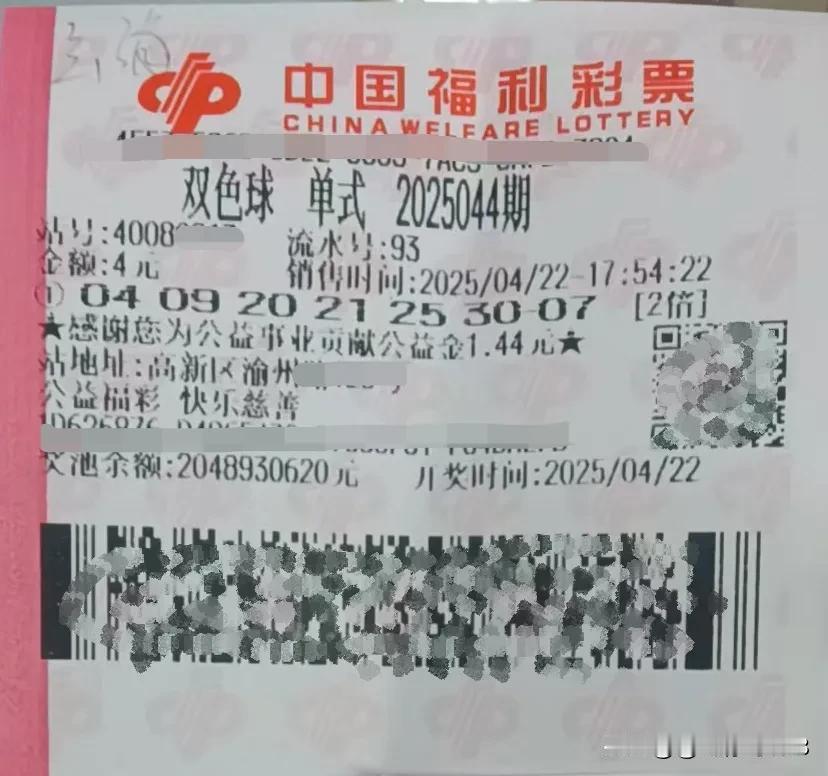 中国福利彩票
CHINA WELFARE LOTTERY
双色球 单式 2025044期
站号:4008
流水号:93
金额:4元
销售时间:2025/04/22-17:54:22
① 04 09 20 21 25 30-07 [2倍]
★感谢您为公益事业贡献公益金1.44元★
站地址:高新区渝州
公益福彩 快乐慈善
奖池余额:2048930620元 开奖时间:2025/04/22